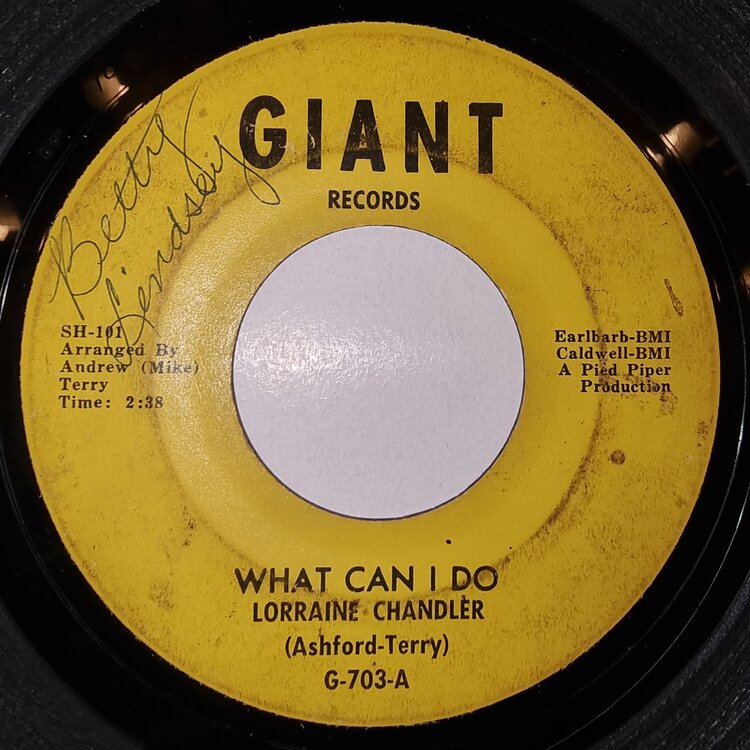 GIANT
RECORDS
Betty
Lindsey
SH-101
Arranged By
Andrew (Mike)
Terry
Time: 2:38
Earlbarb-BMI
Caldwell-BMI
A Pied Piper
Production
WHAT CAN I DO
LORRAINE CHANDLER
(Ashford-Terry)
G-703-A